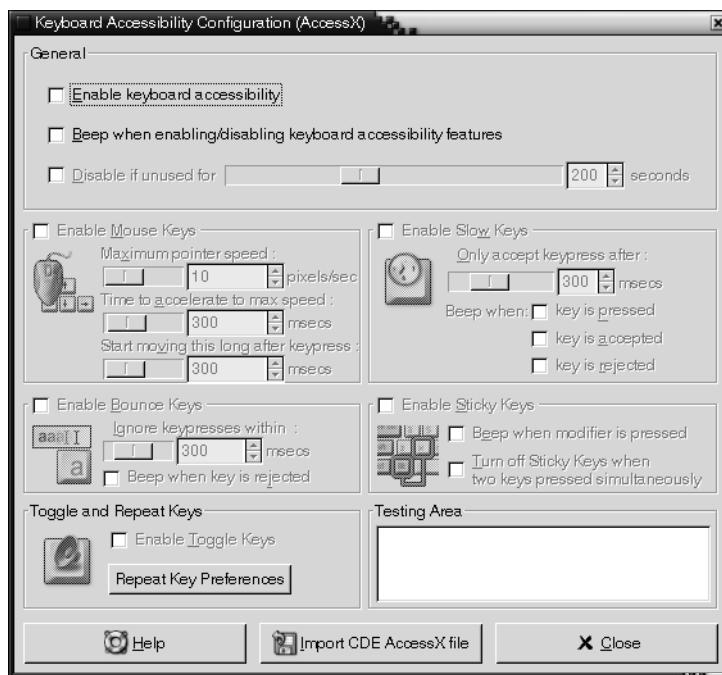 Keyboard Accessibility Configuration (AccessX)
General
Enable keyboard accessibility
Beep when enabling/disabling keyboard accessibility features
Disable if unused for 200 seconds
Enable Mouse Keys
Maximum pointer speed :
10 pixels/sec
Time to accelerate to max speed :
300 msecs
Start moving this long after keypress :
300 msecs
Enable Slow Keys
Only accept keypress after :
300 msecs
Beep when: key is pressed
key is accepted
key is rejected
Enable Bounce Keys
aaa
a
Ignore keypresses within :
300 msecs
Beep when key is rejected
Enable Sticky Keys
Beep when modifier is pressed
Turn off Sticky Keys when
two keys pressed simultaneously
Toggle and Repeat Keys
Enable Toggle Keys
Repeat Key Preferences
Testing Area
Help
Import CDE AccessX file
Close